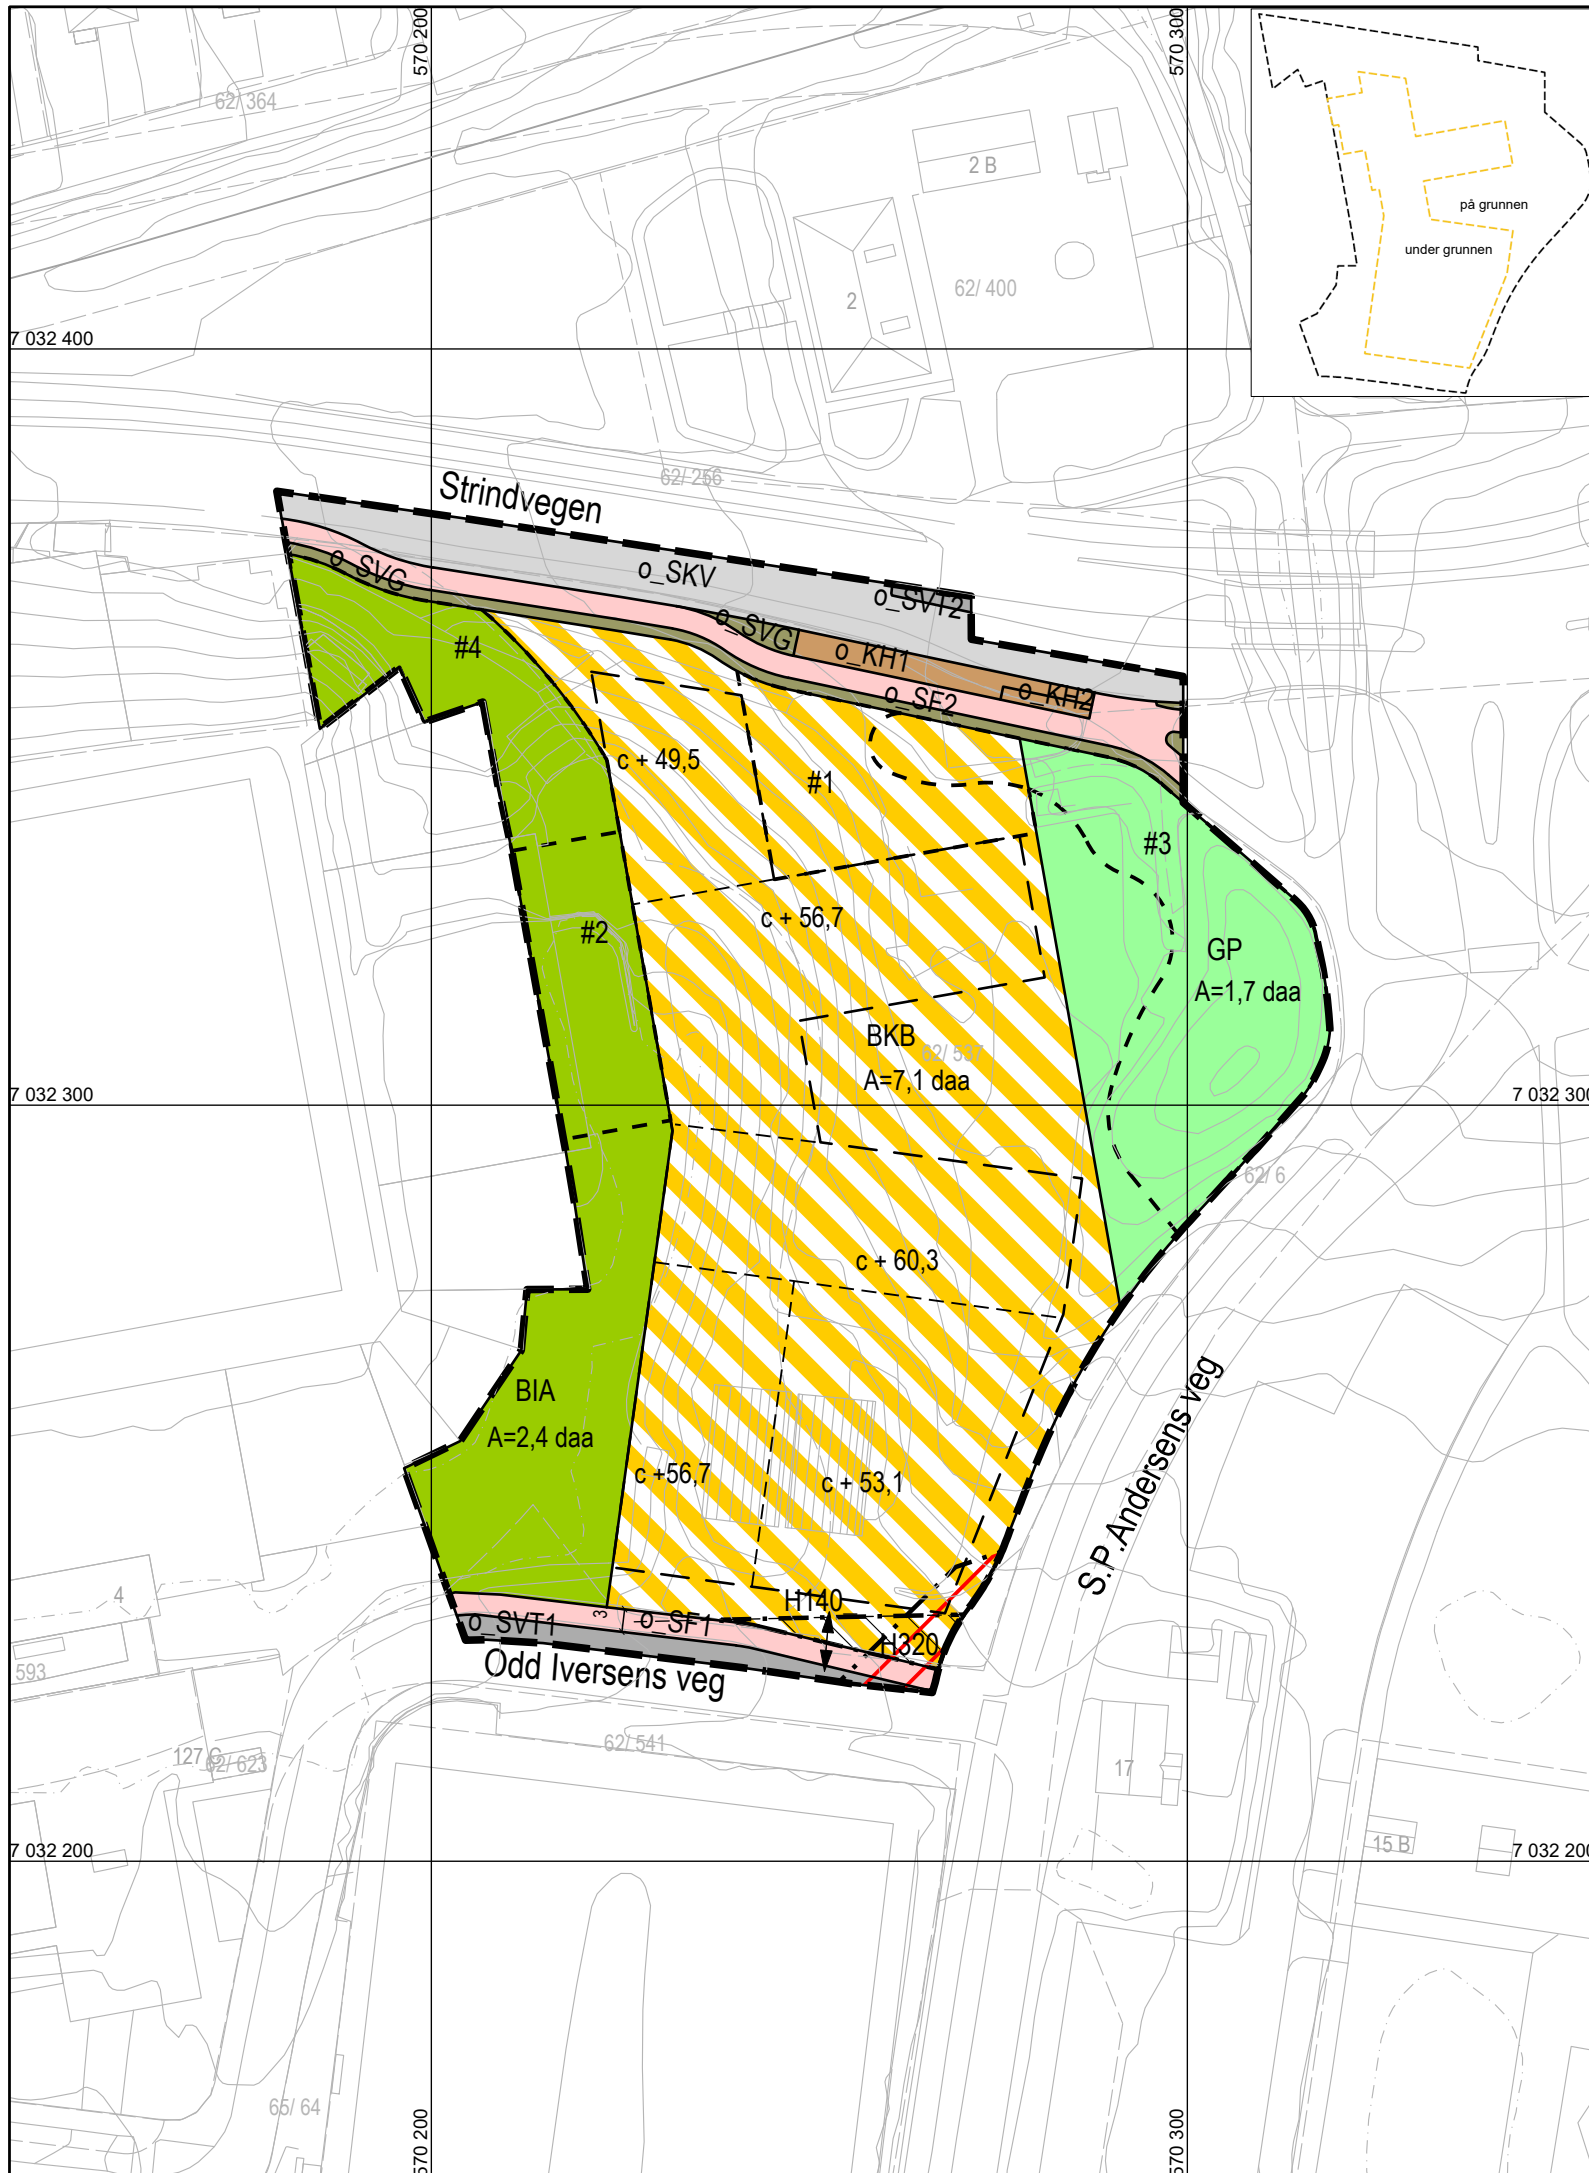 570 200
570 300
62/ 364
2 B
på grunnen
under grunnen
2
62/ 400
7 032 400
62/ 256
Strindvegen
o_SVG
o_SKV
o_SVT2
o_SVG
o_KH1
o_KH2
o_SF2
#4
c + 49,5
#1
#3
c + 56,7
#2
GP
A=1,7 daa
BKB
62/ 537
A=7,1 daa
7 032 300
7 032 300
62/ 6
c + 60,3
BIA
A=2,4 daa
c +56,7
c + 53,1
S.P.Andersens veg
4
3
H140
o_SVT1
o_SF1
H320
593
Odd Iversens veg
62/ 541
127 C
62/ 623
17
15 B
7 032 200
7 032 200
65/ 64
570 200
570 300